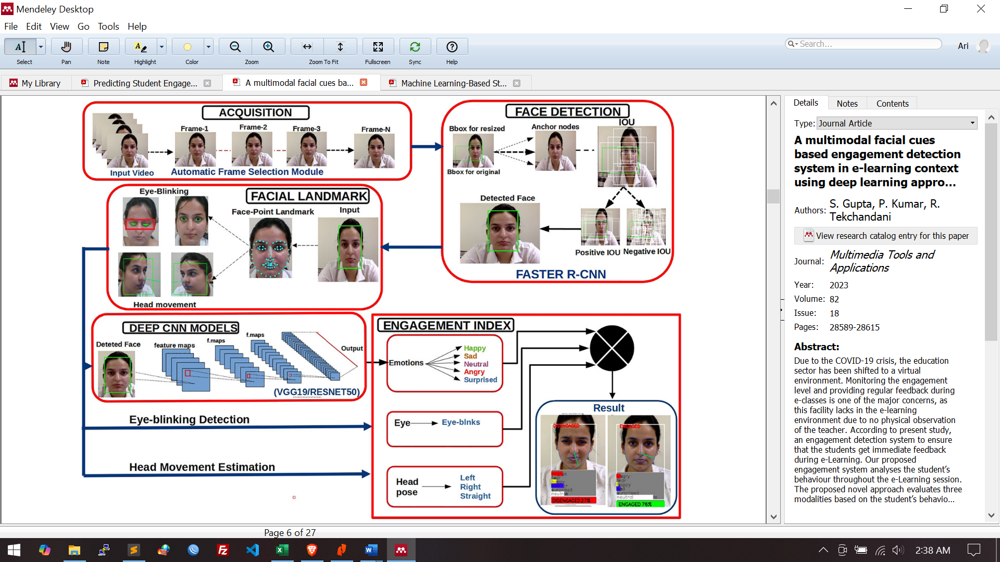 Mendeley Desktop
File Edit View Go Tools Help
Search...
Ari
Select Pan Note Highlight Color Zoom Zoom To Fit Fullscreen Sync Help
My Library
Predicting Student Engage...
A multimodal facial cues ba...
Machine Learning-Based St...
ACQUISITION
Frame-1 Frame-2 Frame-3 Frame-N
Input Video
Automatic Frame Selection Module
FACE DETECTION
Bbox for resized
Anchor nodes
IOU
Bbox for original
Detected Face
Positive IOU
Negative IOU
FASTER R-CNN
Eye-Blinking
FACIAL LANDMARK
Face-Point Landmark
Input
Head movement
DEEP CNN MODELS
Deteted Face
feature maps
f.maps
f.maps
Output
(VGG19/RESNET50)
Eye-blinking Detection
Head Movement Estimation
ENGAGEMENT INDEX
Emotions
Happy
Sad
Neutral
Angry
Surprised
Eye
Eye-blnks
Head
pose
Left
Right
Straight
Result
DISENGAGED
ENGAGED
fear
surprised
neutral
DISENGAGED 27%
angry
fear
happy
sad
surprised
neutral
ENGAGED 76%
Page 6 of 27
Details Notes Contents
Type: Journal Article
A multimodal facial cues
based engagement detection
system in e-learning context
using deep learning appro...
Authors: S. Gupta, P. Kumar, R.
Tekchandani
View research catalog entry for this paper
Journal: Multimedia Tools and
Applications
Year: 2023
Volume: 82
Issue: 18
Pages: 28589-28615
Abstract:
Due to the COVID-19 crisis, the education
sector has been shifted to a virtual
environment. Monitoring the engagement
level and providing regular feedback during
e-classes is one of the major concerns, as
this facility lacks in the e-learning
environment due to no physical observation
of the teacher. According to present study,
an engagement detection system to ensure
that the students get immediate feedback
during e-Learning. Our proposed
engagement system analyses the student’s
behaviour throughout the e-Learning session.
The proposed novel approach evaluates three
modalities based on the student’s behavio...
2:38 AM